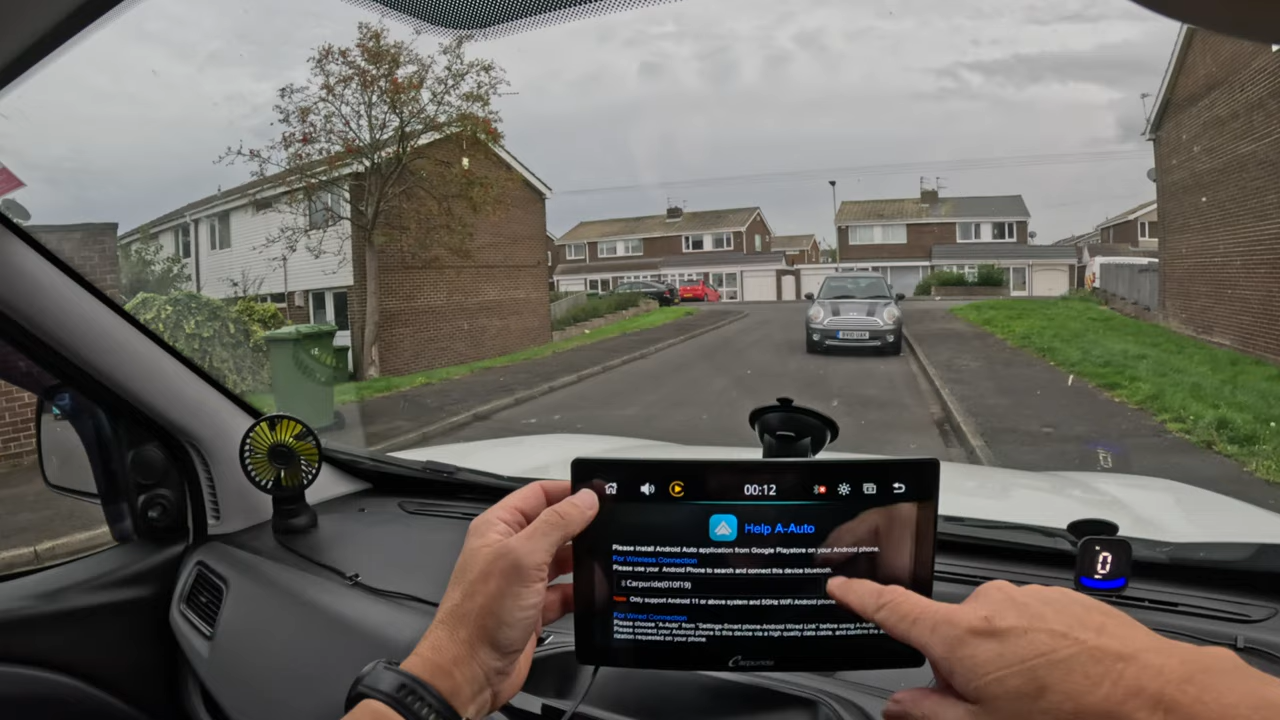 00:12
Help A-Auto
Please install Android Auto application from Google Playstore on your Android phone.
For Wireless Connection
Please use your Android Phone to search and connect this device bluetooth.
Carpuride(010f19)
Only support Android 11 or above system and 5GHz WiFi Android phone
For Wired Connection
Please choose "A-Auto" from "Settings-Smart phone-Android Wired Link" before using A-Auto
Please connect your Android phone to this device via a high quality data cable, and confirm the a
rization requested on your phone.
Carpuride
0